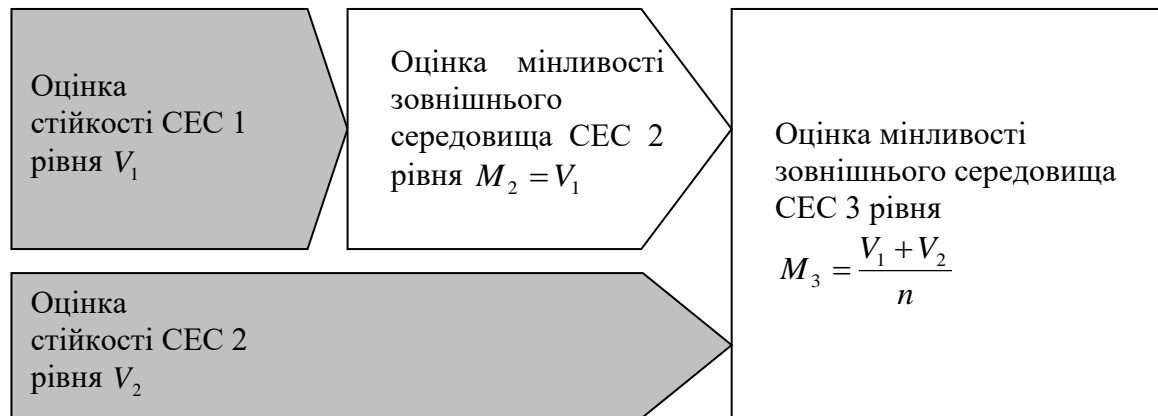 Оцінка
стійкості СЕС 1
рівня V₁
Оцінка мінливості
зовнішнього
середовища СЕС 2
рівня M₂ = V₁
Оцінка мінливості
зовнішнього середовища
СЕС 3 рівня
M₃ = (V₁ + V₂) / n
Оцінка
стійкості СЕС 2
рівня V₂